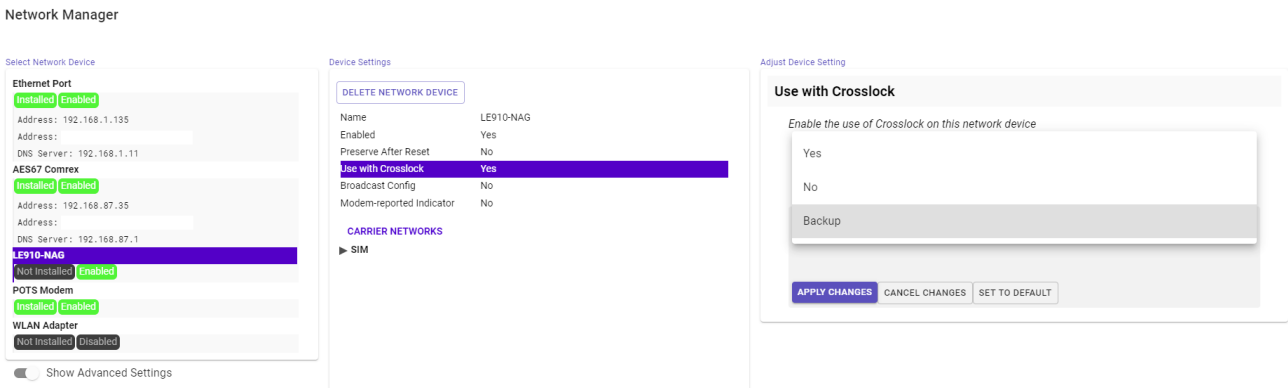 Network Manager
Select Network Device
Ethernet Port
Installed Enabled
Address: 192.168.1.135
Address:
DNS Server: 192.168.1.11
AES67 Comrex
Installed Enabled
Address: 192.168.87.35
Address:
DNS Server: 192.168.87.1
LE910-NAG
Not Installed Enabled
POTS Modem
Installed Enabled
WLAN Adapter
Not Installed Disabled
Show Advanced Settings
Device Settings
DELETE NETWORK DEVICE
Name LE910-NAG
Enabled Yes
Preserve After Reset No
Use with Crosslock Yes
Broadcast Config No
Modem-reported Indicator No
CARRIER NETWORKS
SIM
Adjust Device Setting
Use with Crosslock
Enable the use of Crosslock on this network device
Yes
No
Backup
APPLY CHANGES CANCEL CHANGES SET TO DEFAULT